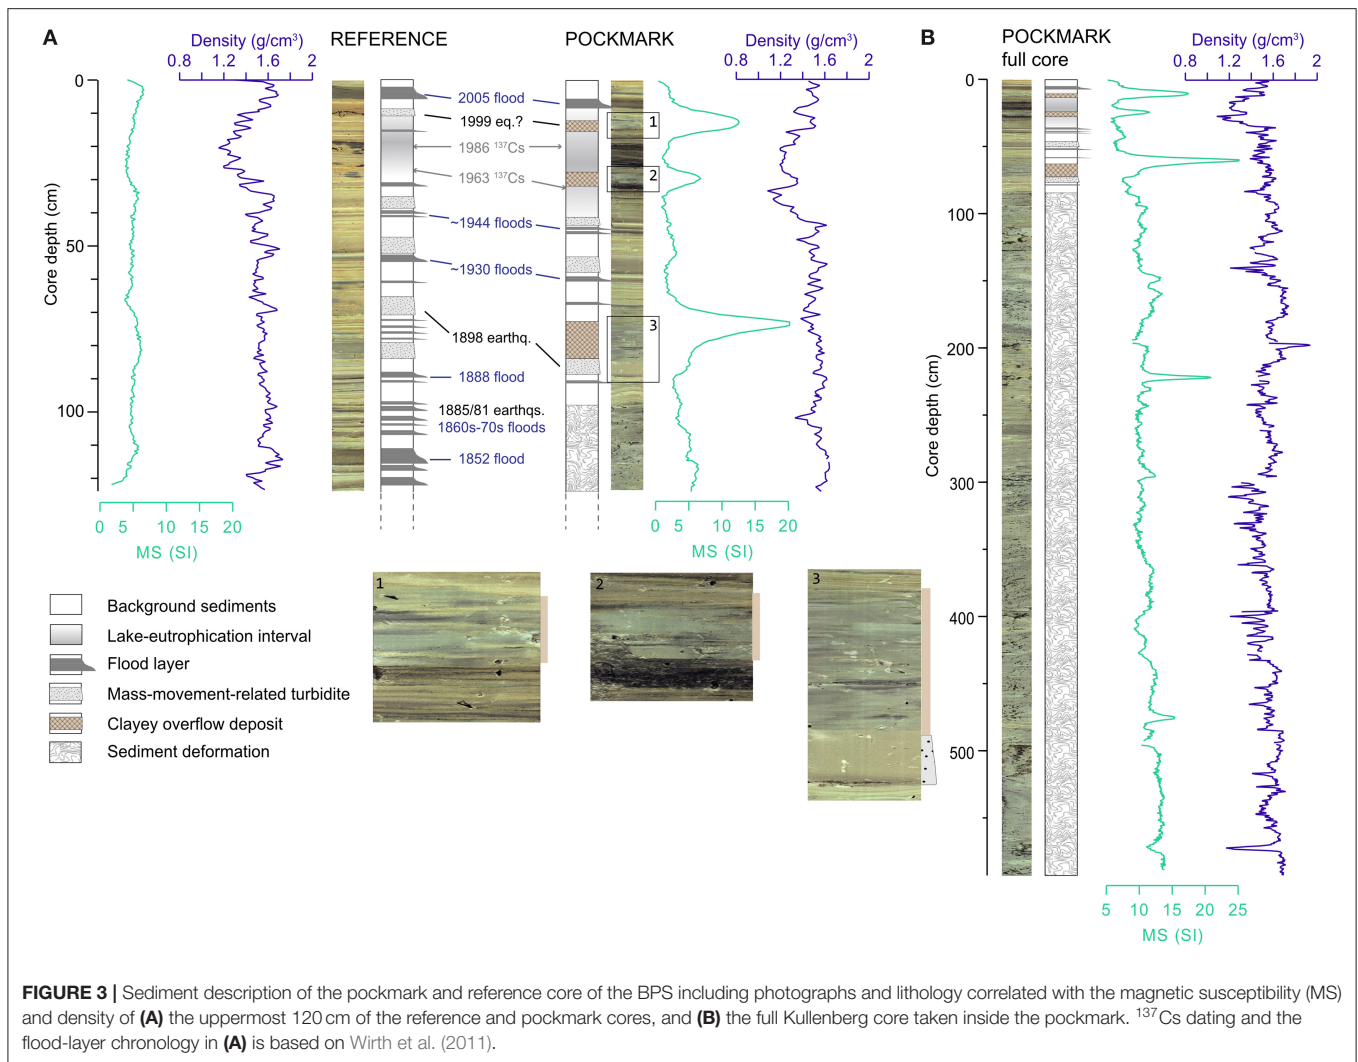 A
Density (g/cm³)
0.8 1.2 1.6 2
REFERENCE
POCKMARK
Density (g/cm³)
0.8 1.2 1.6 2
B
POCKMARK
full core
Density (g/cm³)
0.8 1.2 1.6 2
0
50
100
Core depth (cm)
2005 flood
1999 eq.?
1986 ¹³⁷Cs
1963 ¹³⁷Cs
~1944 floods
~1930 floods
1898 earthq.
1888 flood
1885/81 earthqs.
1860s-70s floods
1852 flood
1
2
3
0 5 10 15 20
MS (SI)
0 5 10 15 20
MS (SI)
0
100
200
300
400
500
Core depth (cm)
5 10 15 20 25
MS (SI)
Background sediments
Lake-eutrophication interval
Flood layer
Mass-movement-related turbidite
Clayey overflow deposit
Sediment deformation
1
2
3
FIGURE 3 | Sediment description of the pockmark and reference core of the BPS including photographs and lithology correlated with the magnetic susceptibility (MS)
and density of (A) the uppermost 120 cm of the reference and pockmark cores, and (B) the full Kullenberg core taken inside the pockmark. ¹³⁷Cs dating and the
flood-layer chronology in (A) is based on Wirth et al. (2011).